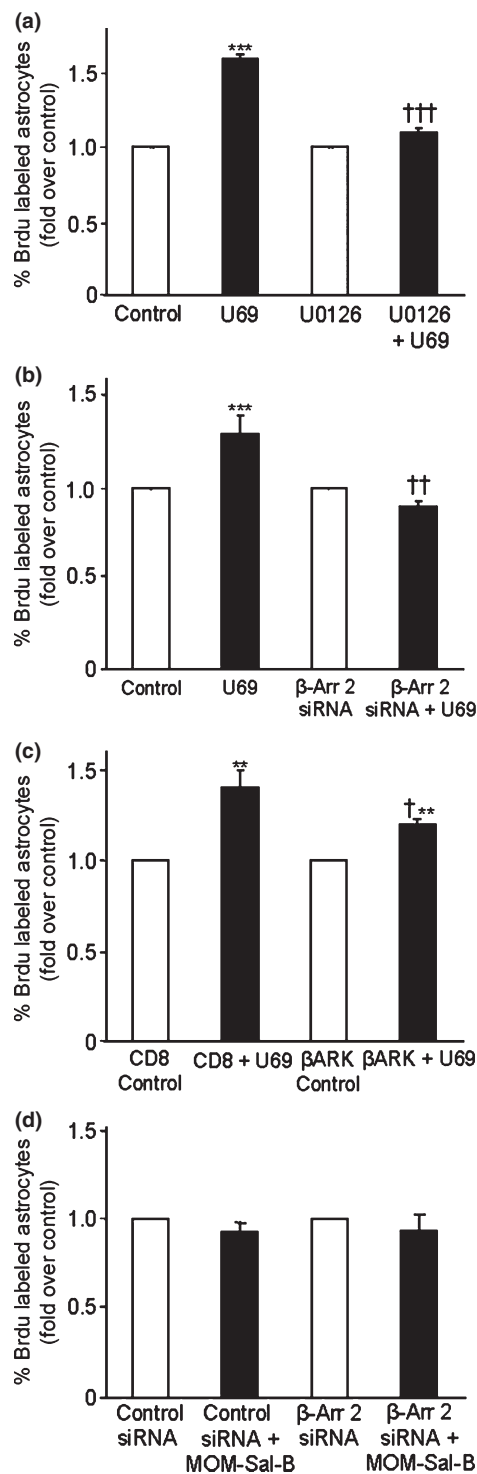 (a)
% Brdu labeled astrocytes
(fold over control)
1.5
1.0
0.5
0
***
†††
Control
U69
U0126
U0126
+ U69
(b)
% Brdu labeled astrocytes
(fold over control)
1.5
1.0
0.5
0
***
††
Control
U69
β-Arr 2
siRNA
β-Arr 2
siRNA + U69
(c)
% Brdu labeled astrocytes
(fold over control)
1.5
1.0
0.5
0
**
†**
CD8
Control
CD8 + U69
βARK
Control
βARK + U69
(d)
% Brdu labeled astrocytes
(fold over control)
1.5
1.0
0.5
0
Control
siRNA
Control
siRNA +
MOM-Sal-B
β-Arr 2
siRNA
β-Arr 2
siRNA +
MOM-Sal-B